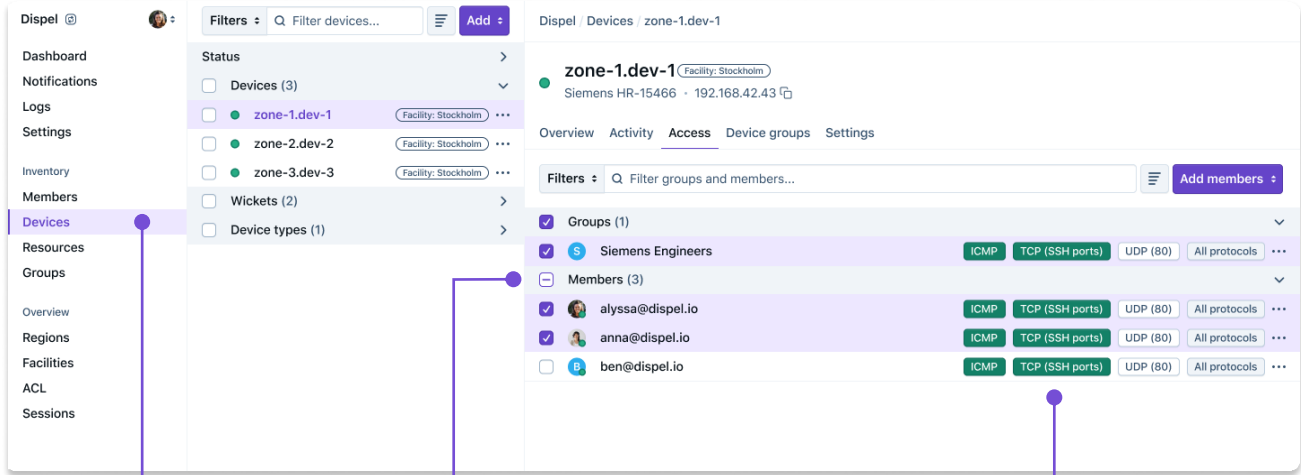 Dispel
Dashboard
Notifications
Logs
Settings
Inventory
Members
Devices
Resources
Groups
Overview
Regions
Facilities
ACL
Sessions
Filters
Filter devices...
Add
Status
Devices (3)
zone-1.dev-1 Facility: Stockholm
zone-2.dev-2 Facility: Stockholm
zone-3.dev-3 Facility: Stockholm
Wickets (2)
Device types (1)
Dispel / Devices / zone-1.dev-1
zone-1.dev-1 Facility: Stockholm
Siemens HR-15466 • 192.168.42.43
Overview Activity Access Device groups Settings
Filters Filter groups and members... Add members
Groups (1)
S Siemens Engineers ICMP TCP (SSH ports) UDP (80) All protocols
Members (3)
alyssa@dispel.io ICMP TCP (SSH ports) UDP (80) All protocols
anna@dispel.io ICMP TCP (SSH ports) UDP (80) All protocols
B ben@dispel.io ICMP TCP (SSH ports) UDP (80) All protocols